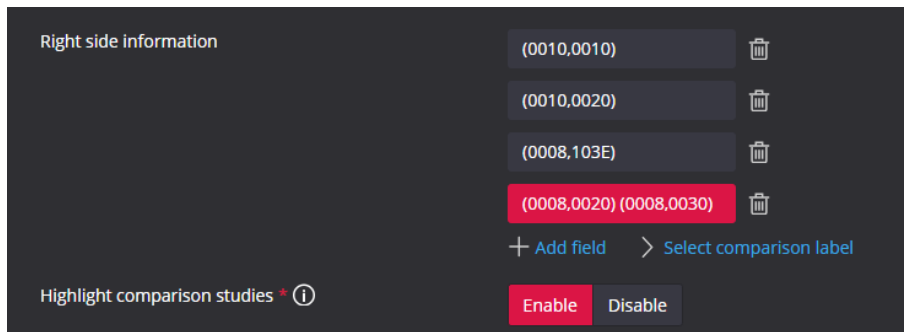 Right side information
(0010,0010)
(0010,0020)
(0008,103E)
(0008,0020) (0008,0030)
+ Add field > Select comparison label
Highlight comparison studies * ⓘ
Enable Disable